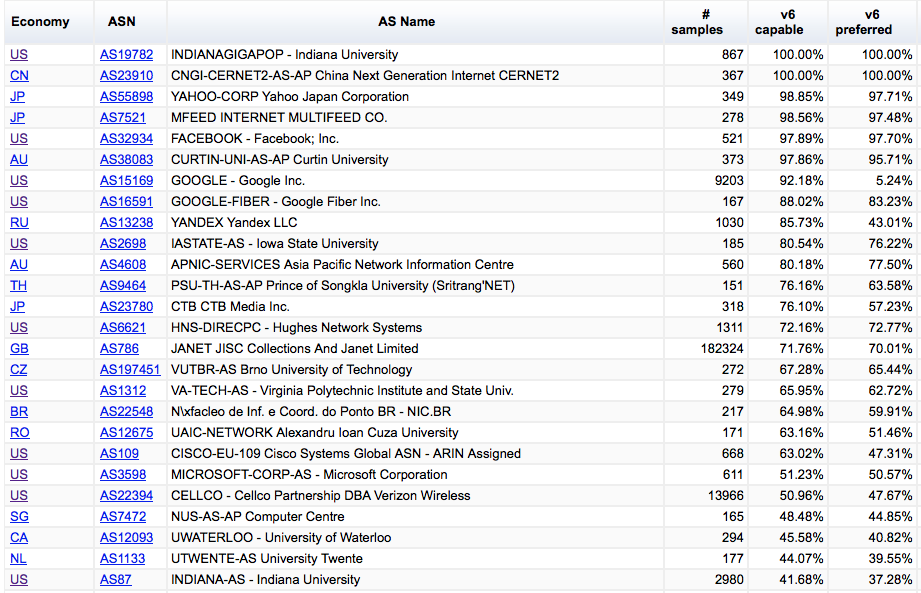 Economy ASN AS Name # samples v6 capable v6 preferred
US AS19782 INDIANAGIGAPOP - Indiana University 867 100.00% 100.00%
CN AS23910 CNGI-CERNET2-AS-AP China Next Generation Internet CERNET2 367 100.00% 100.00%
JP AS55898 YAHOO-CORP Yahoo Japan Corporation 349 98.85% 97.71%
JP AS7521 MFEED INTERNET MULTIFEED CO. 278 98.56% 97.48%
US AS32934 FACEBOOK - Facebook; Inc. 521 97.89% 97.70%
AU AS38083 CURTIN-UNI-AS-AP Curtin University 373 97.86% 95.71%
US AS15169 GOOGLE - Google Inc. 9203 92.18% 5.24%
US AS16591 GOOGLE-FIBER - Google Fiber Inc. 167 88.02% 83.23%
RU AS13238 YANDEX Yandex LLC 1030 85.73% 43.01%
US AS2698 IASTATE-AS - Iowa State University 185 80.54% 76.22%
AU AS4608 APNIC-SERVICES Asia Pacific Network Information Centre 560 80.18% 77.50%
TH AS9464 PSU-TH-AS-AP Prince of Songkla University (Sritrang'NET) 151 76.16% 63.58%
JP AS23780 CTB CTB Media Inc. 318 76.10% 57.23%
US AS6621 HNS-DIRECPC - Hughes Network Systems 1311 72.16% 72.77%
GB AS786 JANET JISC Collections And Janet Limited 182324 71.76% 70.01%
CZ AS197451 VUTBR-AS Brno University of Technology 272 67.28% 65.44%
US AS1312 VA-TECH-AS - Virginia Polytechnic Institute and State Univ. 279 65.95% 62.72%
BR AS22548 N\xfacleo de Inf. e Coord. do Ponto BR - NIC.BR 217 64.98% 59.91%
RO AS12675 UAIC-NETWORK Alexandru Ioan Cuza University 171 63.16% 51.46%
US AS109 CISCO-EU-109 Cisco Systems Global ASN - ARIN Assigned 668 63.02% 47.31%
US AS3598 MICROSOFT-CORP-AS - Microsoft Corporation 611 51.23% 50.57%
US AS22394 CELLCO - Cellco Partnership DBA Verizon Wireless 13966 50.96% 47.67%
SG AS7472 NUS-AS-AP Computer Centre 165 48.48% 44.85%
CA AS12093 UWATERLOO - University of Waterloo 294 45.58% 40.82%
NL AS1133 UTWENTE-AS University Twente 177 44.07% 39.55%
US AS87 INDIANA-AS - Indiana University 2980 41.68% 37.28%